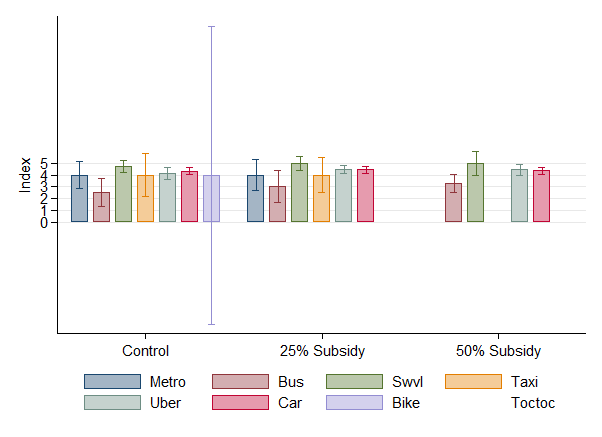 Index
5
4
3
2
1
0
Control 25% Subsidy 50% Subsidy
Metro Bus Swvl Taxi
Uber Car Bike Toctoc